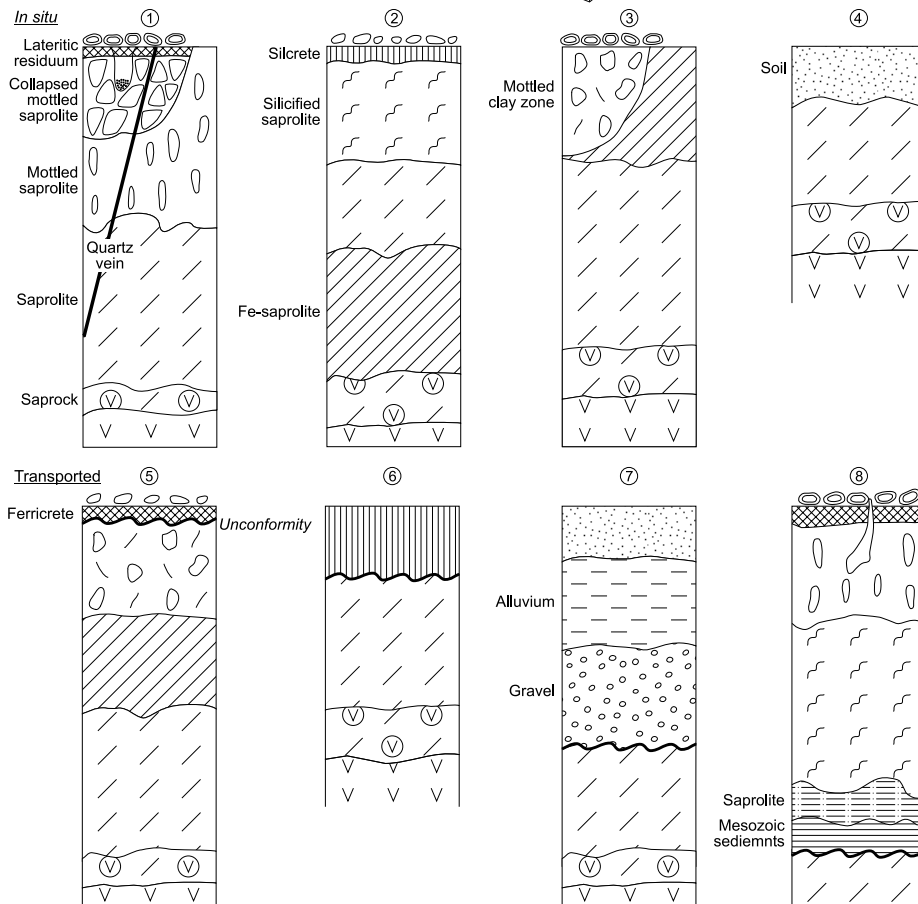 In situ
①
②
③
④
Lateritic
residuum
Collapsed
mottled
saprolite
Mottled
saprolite
Quartz
vein
Saprolite
Saprock
Silcrete
Silicified
saprolite
Fe-saprolite
Mottled
clay zone
Soil
Transported
⑤
⑥
⑦
⑧
Ferricrete
Unconformity
Alluvium
Gravel
Saprolite
Mesozoic
sediemnts